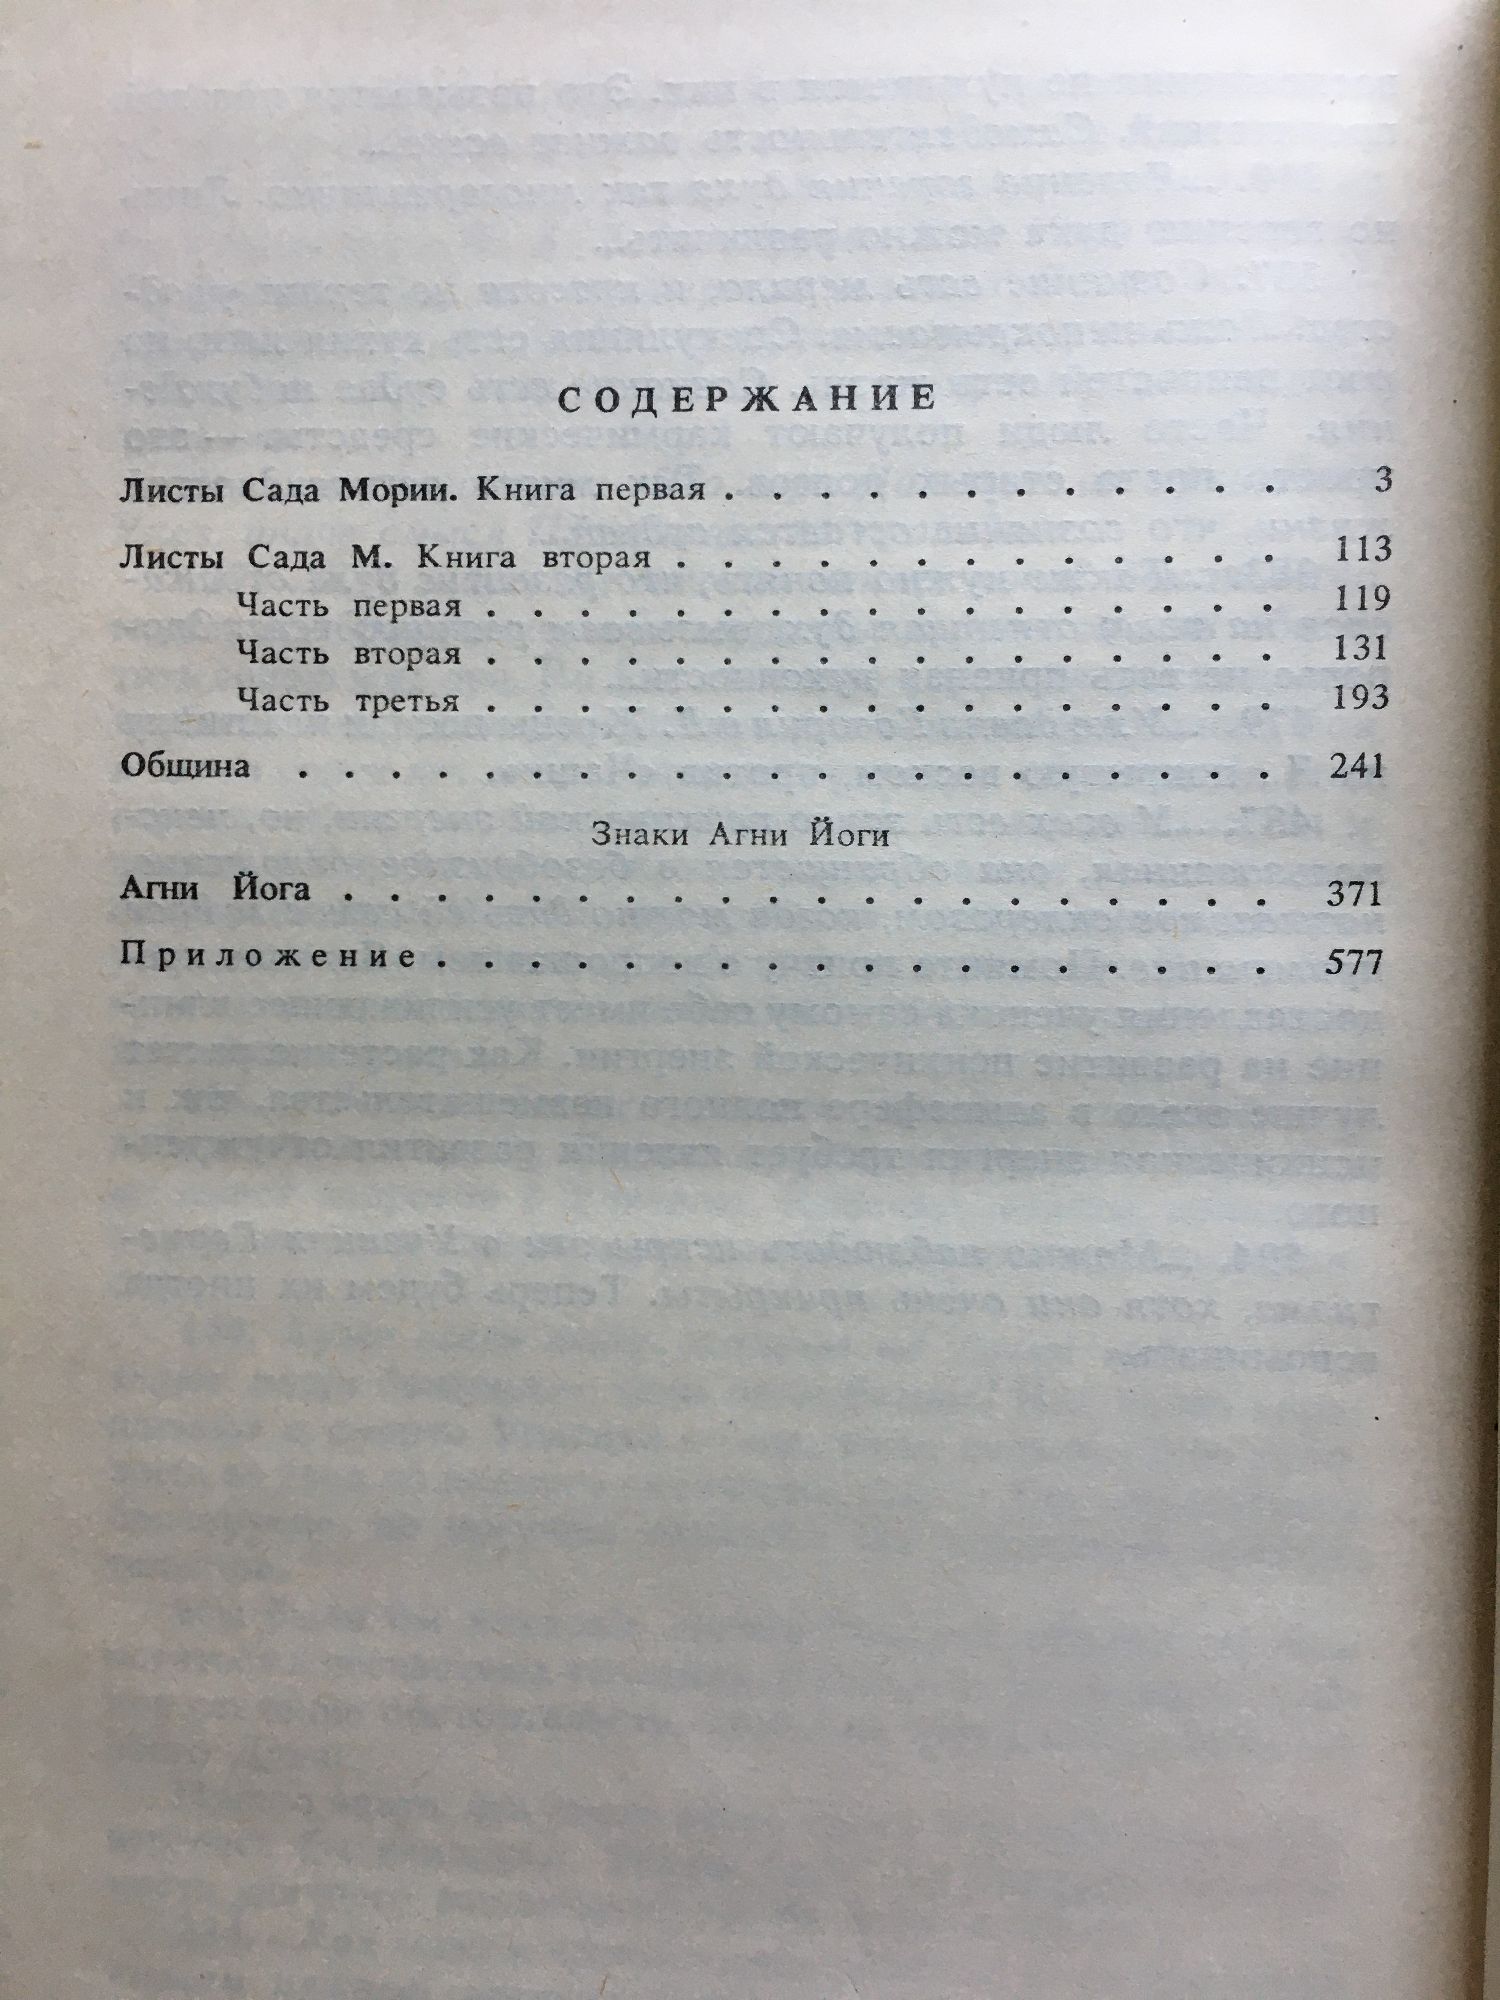 СОДЕРЖАНИЕ
Листы Сада Мории. Книга первая . . . . . . . . . . . . 3
Листы Сада М. Книга вторая . . . . . . . . . . . . . 113
Часть первая . . . . . . . . . . . . . . . . . 119
Часть вторая . . . . . . . . . . . . . . . . . 131
Часть третья . . . . . . . . . . . . . . . . . 193
Община . . . . . . . . . . . . . . . . . . . . . 241
Знаки Агни Йоги
Агни Йога . . . . . . . . . . . . . . . . . . . . 371
Приложение . . . . . . . . . . . . . . . . . . 577